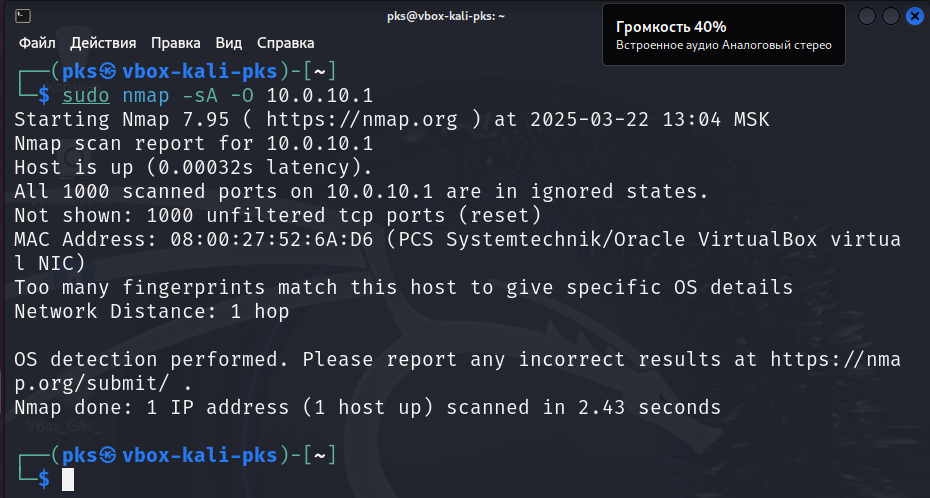 pks@vbox-kali-pks: ~
Громкость 40%
Встроенное аудио Аналоговый стерео
Файл Действия Правка Вид Справка
┌──(pks㉿vbox-kali-pks)-[~]
└─$ sudo nmap -sA -O 10.0.10.1
Starting Nmap 7.95 ( https://nmap.org ) at 2025-03-22 13:04 MSK
Nmap scan report for 10.0.10.1
Host is up (0.00032s latency).
All 1000 scanned ports on 10.0.10.1 are in ignored states.
Not shown: 1000 unfiltered tcp ports (reset)
MAC Address: 08:00:27:52:6A:D6 (PCS Systemtechnik/Oracle VirtualBox virtua
l NIC)
Too many fingerprints match this host to give specific OS details
Network Distance: 1 hop
OS detection performed. Please report any incorrect results at https://nma
p.org/submit/ .
Nmap done: 1 IP address (1 host up) scanned in 2.43 seconds
VBox_GAs_...
┌──(pks㉿vbox-kali-pks)-[~]
└─$